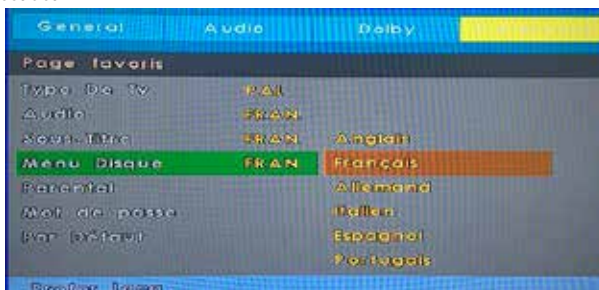 General Audio Dolby
Page favoris
Type De Tv PAL
Audio FRAN
Sous-Titre FRAN Anglais
Menu Disque FRAN Français
Parental Allemand
Mot de passe Italien
Par Défaut Espagnol
Portugais